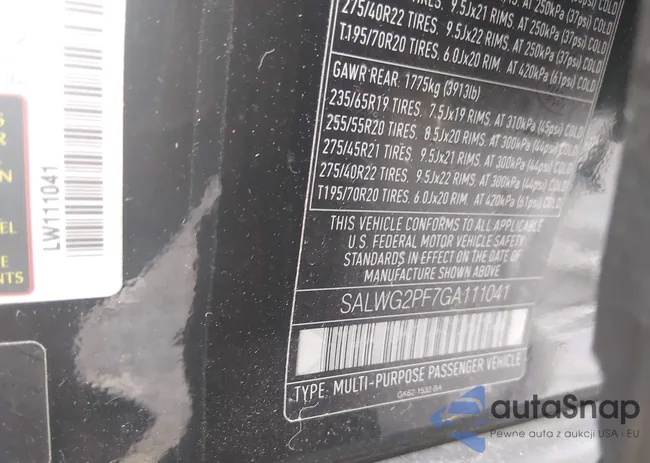 275/45R21 TIRES, 9.5Jx21 RIMS, AT 250kPa (37psi) COLD
275/40R22 TIRES, 9.5Jx22 RIMS, AT 250kPa (37psi) COLD
T195/70R20 TIRES, 6.0Jx20 RIM, AT 420kPa (61psi) COLD
GAWR REAR: 1775kg (3913lb)
235/65R19 TIRES, 7.5Jx19 RIMS, AT 310kPa (45psi) COLD
255/55R20 TIRES, 8.5Jx20 RIMS, AT 300kPa (44psi) COLD
275/45R21 TIRES, 9.5Jx21 RIMS, AT 300kPa (44psi) COLD
275/40R22 TIRES, 9.5Jx22 RIMS, AT 300kPa (44psi) COLD
T195/70R20 TIRES, 6.0Jx20 RIM, AT 420kPa (61psi) COLD
THIS VEHICLE CONFORMS TO ALL APPLICABLE
U.S. FEDERAL MOTOR VEHICLE SAFETY
STANDARDS IN EFFECT ON THE DATE OF
MANUFACTURE SHOWN ABOVE
SALWG2PF7GA111041
TYPE: MULTI-PURPOSE PASSENGER VEHICLE
LW111041
autaSnap
Pewne auta z aukcji USA i EU